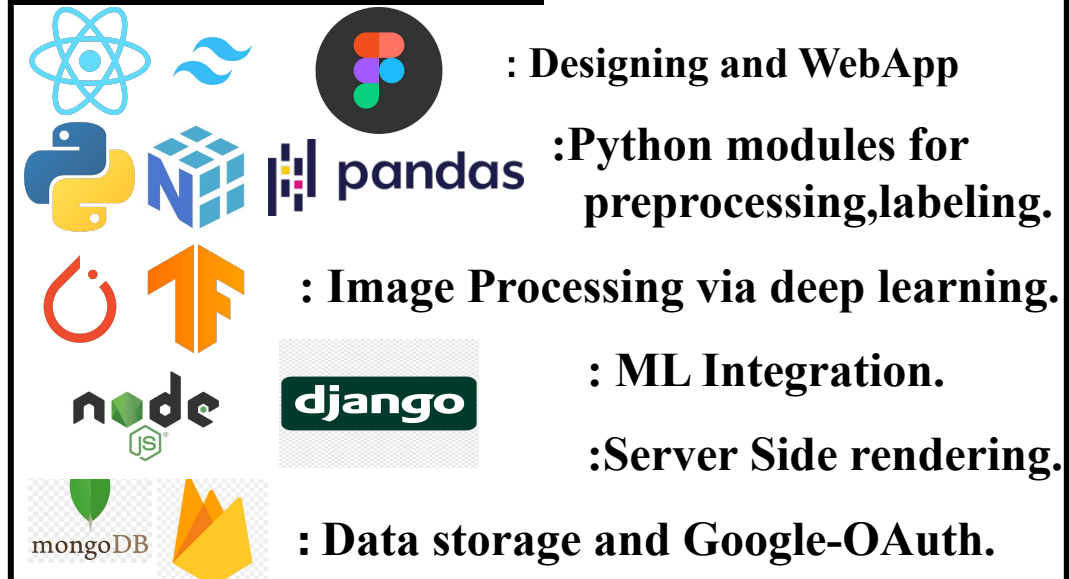 : Designing and WebApp
:Python modules for
pandas
preprocessing,labeling.
: Image Processing via deep learning.
: ML Integration.
node
JS
django
:Server Side rendering.
mongoDB
: Data storage and Google-OAuth.